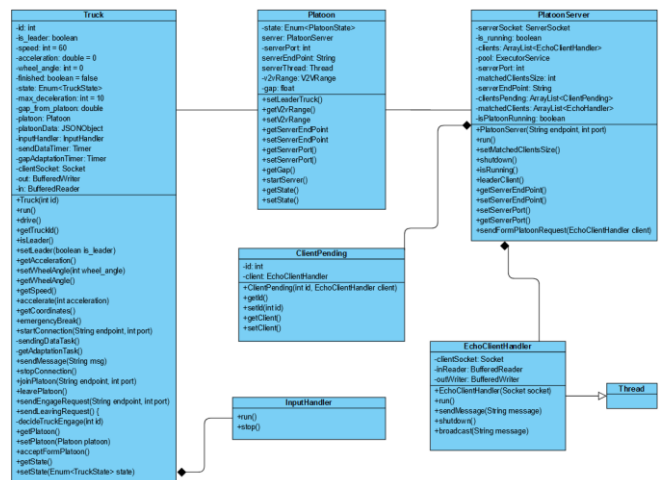 Truck
-id: int
-is_leader: boolean
-speed: int = 60
-acceleration: double = 0
-wheel_angle: int = 0
-finished: boolean = false
-state: Enum<TruckState>
-max_deceleration: int = 10
-gap_from_platoon: double
-platoon: Platoon
-platoonData: JSONObject
-inputHandler: InputHandler
-sendDataTimer: Timer
-gapAdaptationTimer: Timer
-clientSocket: Socket
-out: BufferedWriter
-in: BufferedReader
+Truck(int id)
+run()
+drive()
+getTruckId()
+isLeader()
+setLeader(boolean is_leader)
+getAcceleration()
+setWheelAngle(int wheel_angle)
+getWheelAngle()
+getSpeed()
+accelerate(int acceleration)
+getCoordinates()
+emergencyBreak()
+startConnection(String endpoint, int port)
-sendingDataTask()
-getAdaptationTask()
+sendMessage(String msg)
+stopConnection()
+joinPlatoon(String endpoint, int port)
+learePlatoon()
+sendEngageRequest(String endpoint, int port)
+sendLeavingRequest() {
-decideTruckEngage(int id)
+getPlatoon()
+setPlatoon(Platoon platoon)
+acceptFormPlatoon()
+getState()
+setState(Enum<TruckState> state)
Platoon
-state: Enum<PlatoonState>
server: PlatoonServer
-serverPort: int
serverEndPoint: String
serverThread: Thread
-v2vRange: V2VRange
-gap: float
+setLeaderTruck()
+getV2vRange()
+setV2vRange
+getServerEndPoint
+setServerEndPoint
+getServerPort()
+setServerPort()
+getGap()
+startServer()
+getState()
+setState()
PlatoonServer
-serverSocket: ServerSocket
-is_running: boolean
-clients: ArrayList<EchoClientHandler>
-pool: ExecutorService
-serverPort: int
-matchedClientsSize: int
-serverEndPoint: String
-clientsPending: ArrayList<ClientPending>
-matchedClients: ArrayList<EchoHandler>
-isPlatoonRunning: boolean
+PlatoonServer(String endpoint, int port)
+run()
+setMatchedClientsSize()
+shutdown()
+isRunning()
+leaderClient()
+getServerEndPoint()
+setServerEndPoint()
+setServerPort()
+getServerPort()
+sendFormPlatoonRequest(EchoClientHandler client)
ClientPending
-id: int
-client: EchoClientHandler
+ClientPending(int id, EchoClientHandler client)
+getId()
+setId(int id)
+getClient()
+setClient()
EchoClientHandler
-clientSocket: Socket
-inReader: BufferedReader
-outWriter: BufferedWriter
+EchoClientHandler(Socket socket)
+run()
+sendMessage(String message)
+shutdown()
+broadcast(String message)
Thread
InputHandler
+run()
+stop()